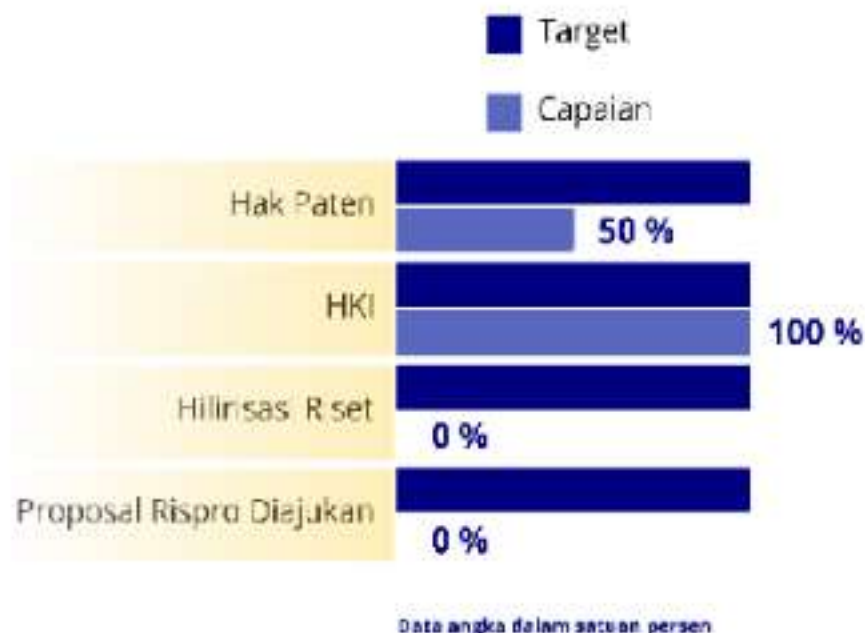 Target
Capaian
Hak Paten
50 %
HKI
100 %
Hilirisasi Riset
0 %
Proposal Rispro Diajukan
0 %
Data angka dalam satuan persen